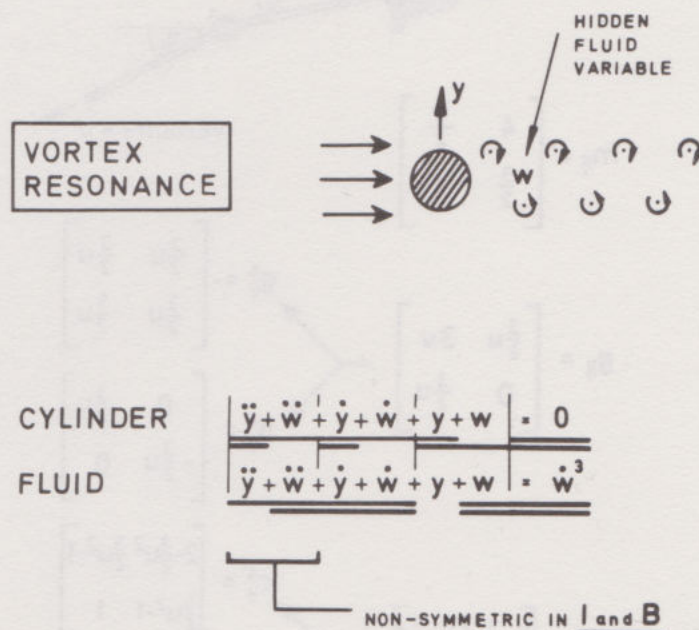 HIDDEN
FLUID
VARIABLE
y
VORTEX
RESONANCE
w
CYLINDER ÿ + ẅ + ẏ + ẇ + y + w = 0
FLUID ÿ + ẅ + ẏ + ẇ + y + w = ẇ³
NON-SYMMETRIC IN I and B